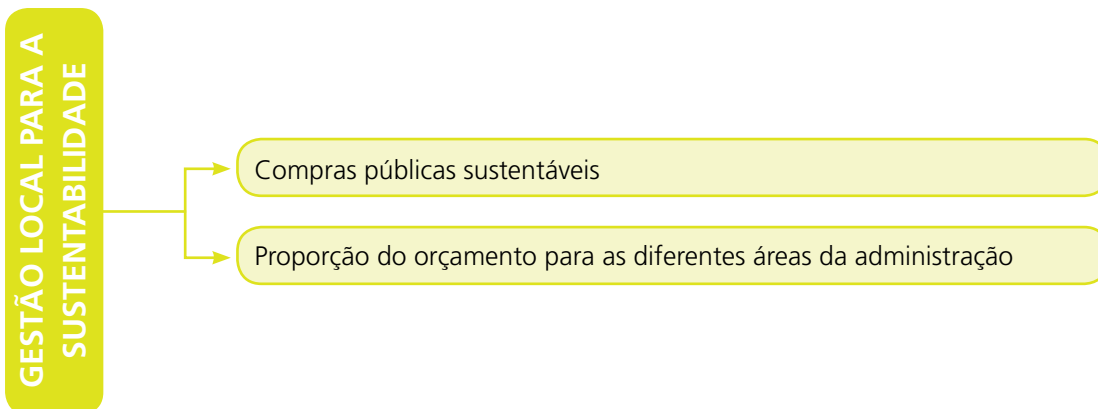 GESTÃO LOCAL PARA A
SUSTENTABILIDADE
Compras públicas sustentáveis
Proporção do orçamento para as diferentes áreas da administração